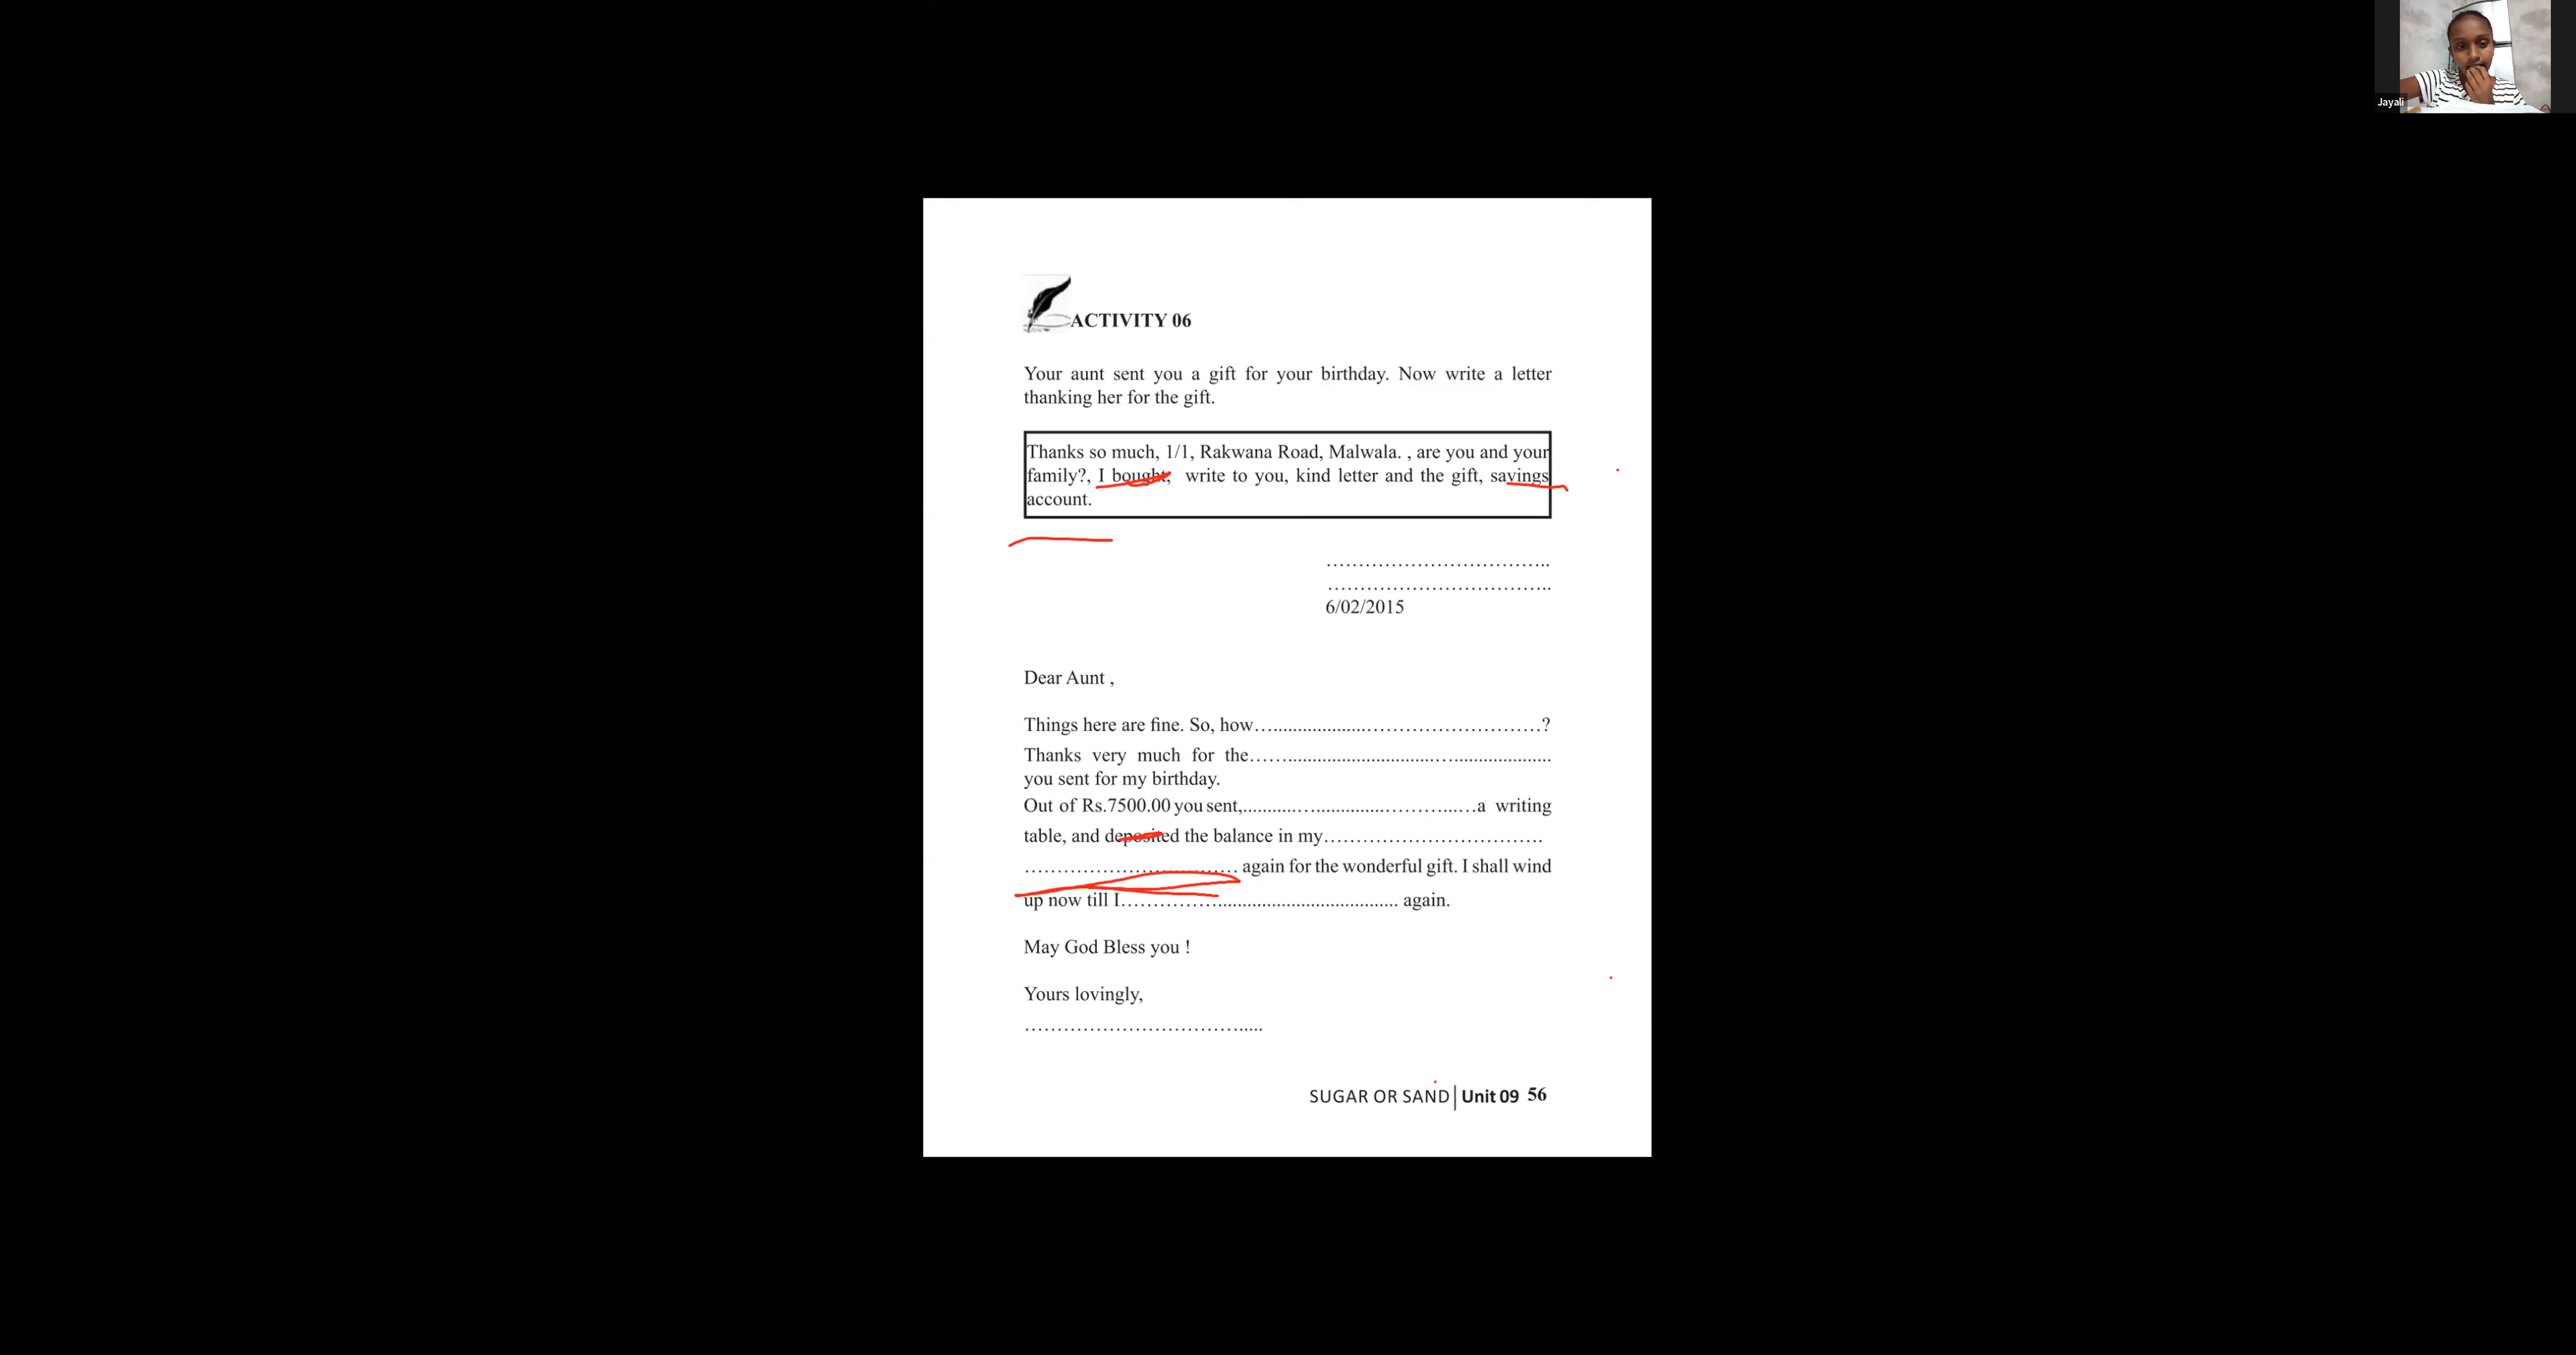 Jayali
ACTIVITY 06
Your aunt sent you a gift for your birthday. Now write a letter
thanking her for the gift.
Thanks so much, 1/1, Rakwana Road, Malwala. , are you and your
family?, I bought, write to you, kind letter and the gift, savings
account.
……………………………..
……………………………..
6/02/2015
Dear Aunt ,
Things here are fine. So, how…....................………………………?
Thanks very much for the……..............................…....................
you sent for my birthday.
Out of Rs.7500.00 you sent,...........…...............………...…a writing
table, and deposited the balance in my…………………………….
…………………………… again for the wonderful gift. I shall wind
up now till I……………..................................... again.
May God Bless you !
Yours lovingly,
…………………………….....
SUGAR OR SAND | Unit 09 56